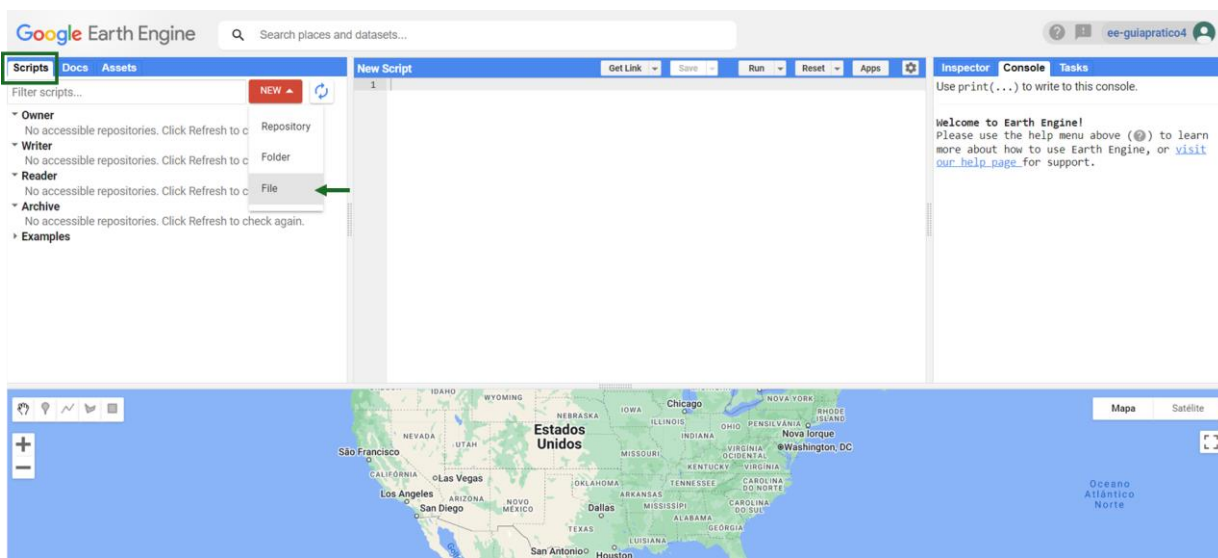 Google Earth Engine
Search places and datasets...
ee-guiapratico4
Scripts Docs Assets
New Script
Get Link Save Run Reset Apps
Inspector Console Tasks
Filter scripts...
NEW
Owner
No accessible repositories. Click Refresh to c
Writer
No accessible repositories. Click Refresh to c
Reader
No accessible repositories. Click Refresh to c
Archive
No accessible repositories. Click Refresh to check again.
Examples
Repository
Folder
File
1
Use print(...) to write to this console.
Welcome to Earth Engine!
Please use the help menu above (?) to learn
more about how to use Earth Engine, or visit
our help page for support.
Mapa Satélite
IDAHO
WYOMING
Chicago
NOVA YORK
IOWA
NEBRASKA
RHODE
ISLAND
ILLINOIS
OHIO
PENSILVÂNIA
Estados
Unidos
NEVADA
UTAH
INDIANA
Nova Iorque
São Francisco
MISSOURI
VIRGÍNIA
OCIDENTAL
Washington, DC
KENTUCKY
VIRGÍNIA
CALIFÓRNIA
Las Vegas
OKLAHOMA
TENNESSEE
CAROLINA
DO NORTE
Los Angeles
ARIZONA
NOVO
MÉXICO
ARKANSAS
San Diego
Dallas
MISSISSÍPI
CAROLINA
DO SUL
ALABAMA
TEXAS
GEÓRGIA
LUISIANA
San Antonio
Houston
Oceano
Atlântico
Norte